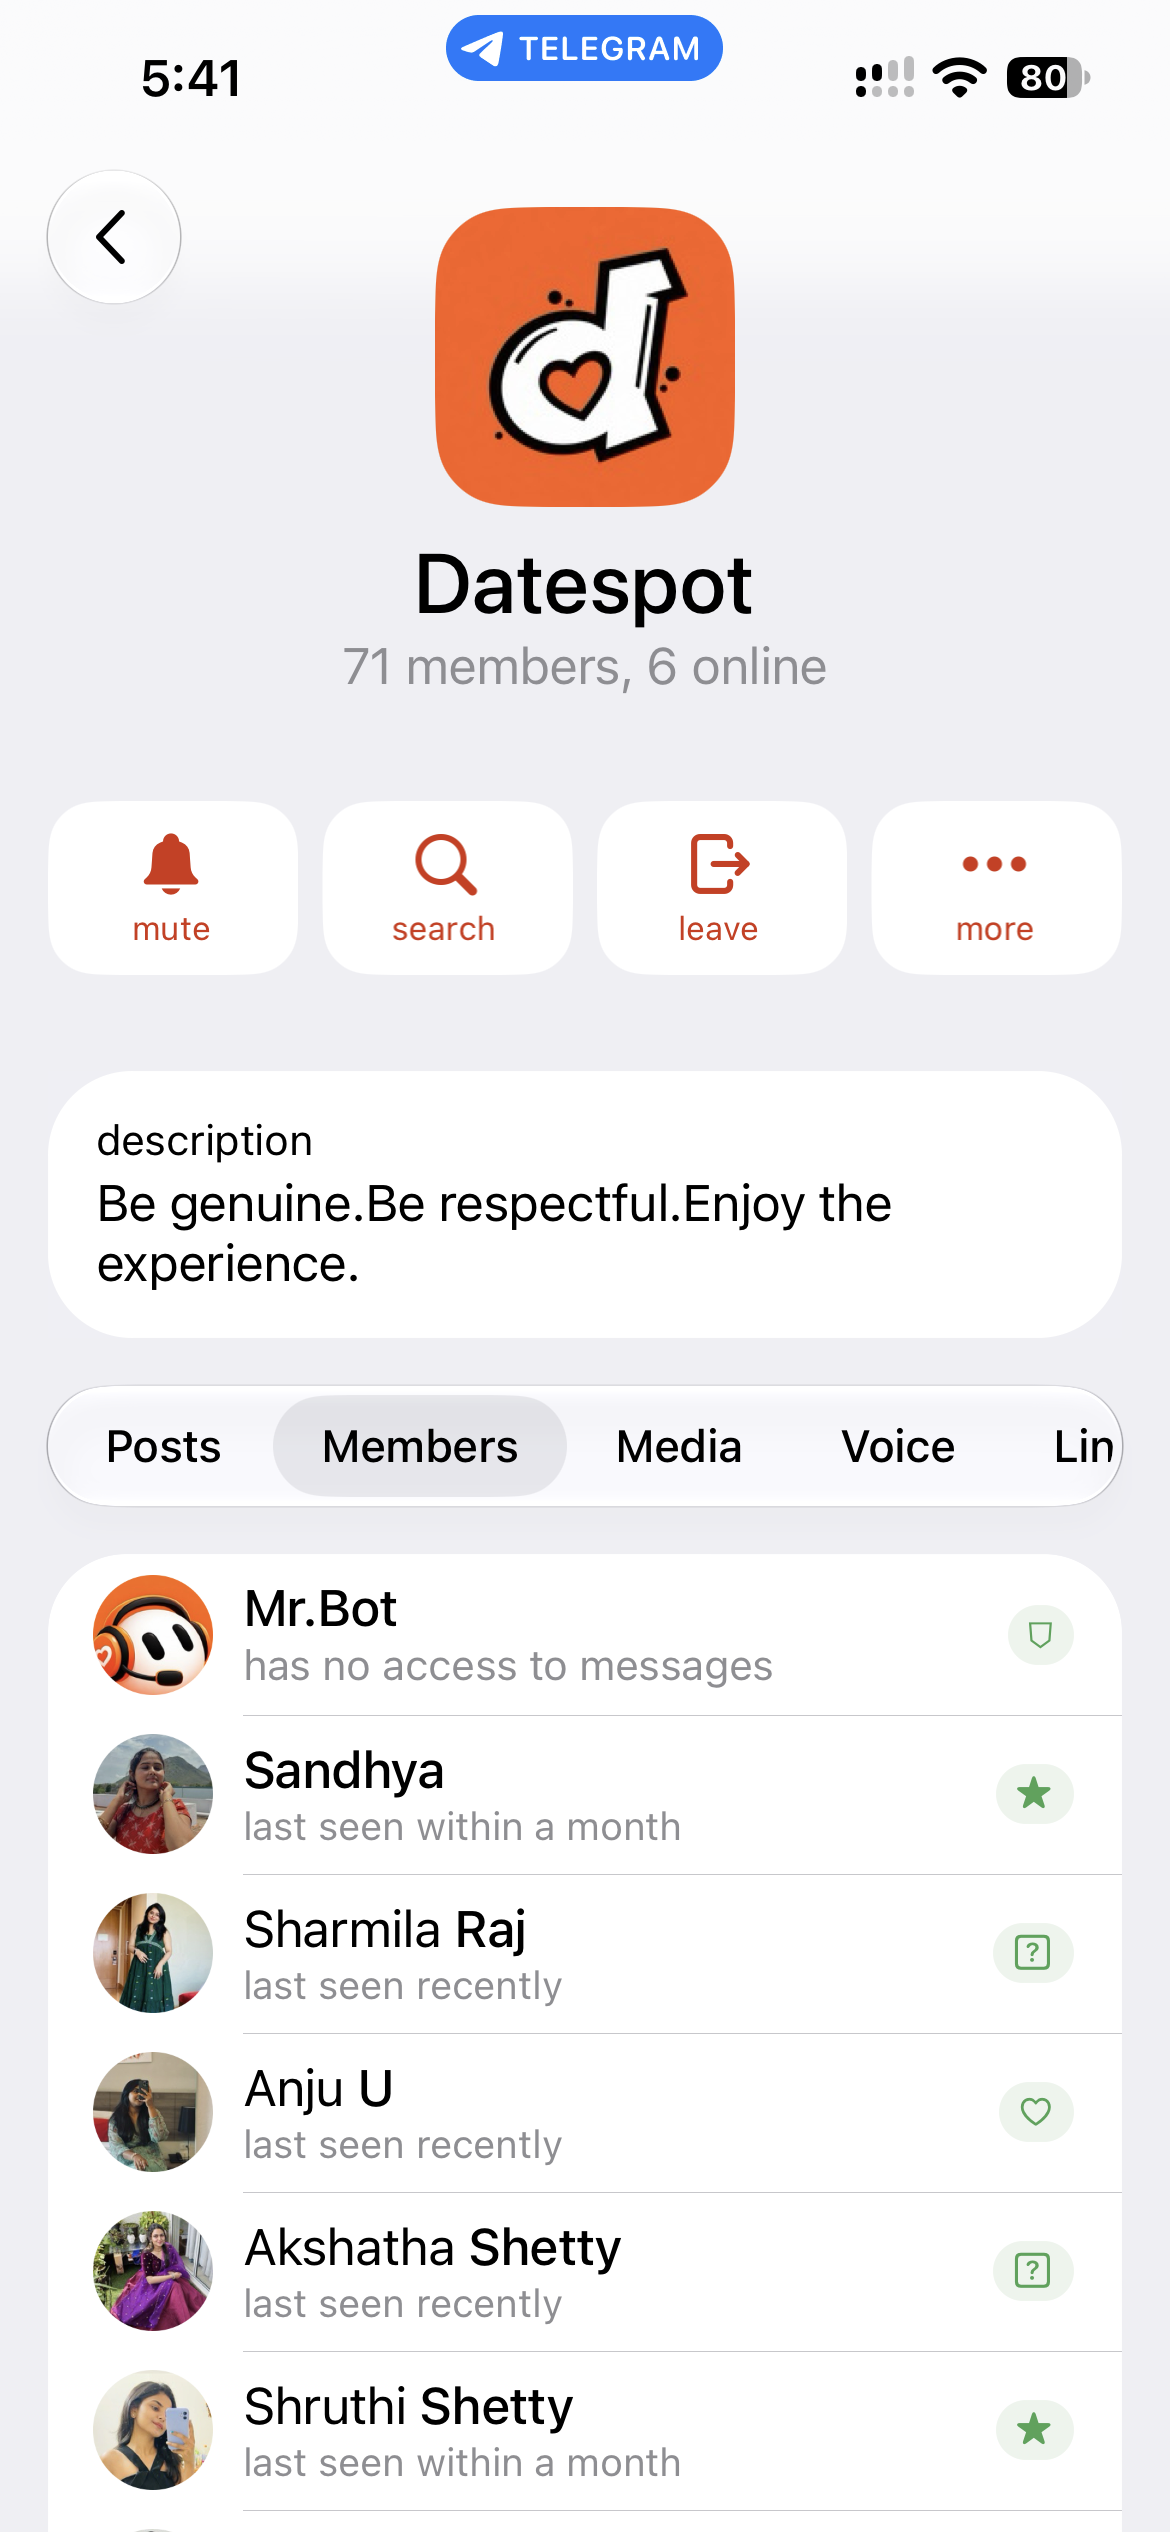 5:41
TELEGRAM
80
Datespot
71 members, 6 online
mute
search
leave
more
description
Be genuine.Be respectful.Enjoy the
experience.
Posts
Members
Media
Voice
Lin
Mr.Bot
has no access to messages
Sandhya
last seen within a month
Sharmila Raj
last seen recently
?
Anju U
last seen recently
Akshatha Shetty
last seen recently
?
Shruthi Shetty
last seen within a month